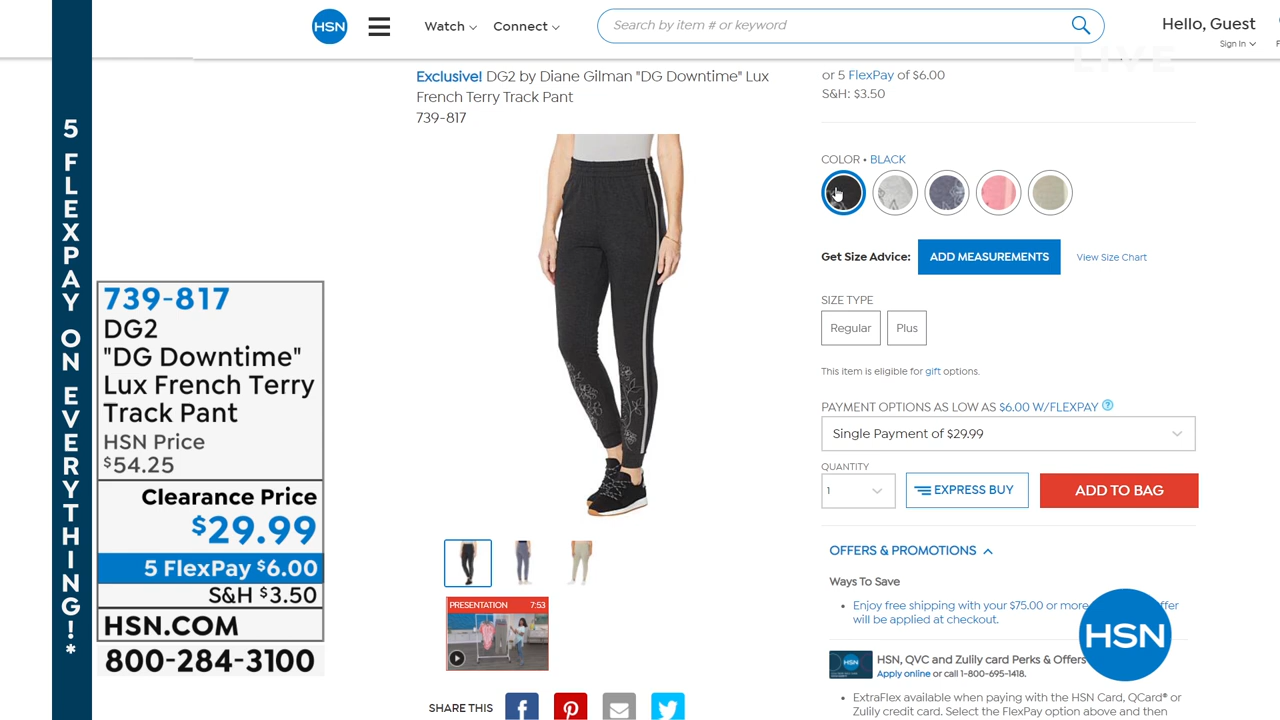 HSN
Watch
Connect
Search by item # or keyword
Hello, Guest
Sign In
LIVE
5 FLEXPAY ON EVERYTHING!*
Exclusive! DG2 by Diane Gilman "DG Downtime" Lux
French Terry Track Pant
739-817
or 5 FlexPay of $6.00
S&H: $3.50
COLOR • BLACK
Get Size Advice:
ADD MEASUREMENTS
View Size Chart
SIZE TYPE
Regular
Plus
This item is eligible for gift options.
PAYMENT OPTIONS AS LOW AS $6.00 W/FLEXPAY ?
Single Payment of $29.99
QUANTITY
1
EXPRESS BUY
ADD TO BAG
OFFERS & PROMOTIONS
Ways To Save
• Enjoy free shipping with your $75.00 or more
will be applied at checkout.
HSN
HSN, QVC and Zulily card Perks & Offers
Apply online or call 1-800-695-1418.
• ExtraFlex available when paying with the HSN Card, QCard® or
Zulily credit card. Select the FlexPay option above and then
739-817
DG2
"DG Downtime"
Lux French Terry
Track Pant
HSN Price
$54.25
Clearance Price
$29.99
5 FlexPay $6.00
S&H $3.50
HSN.COM
800-284-3100
PRESENTATION 7:53
SHARE THIS
HSN